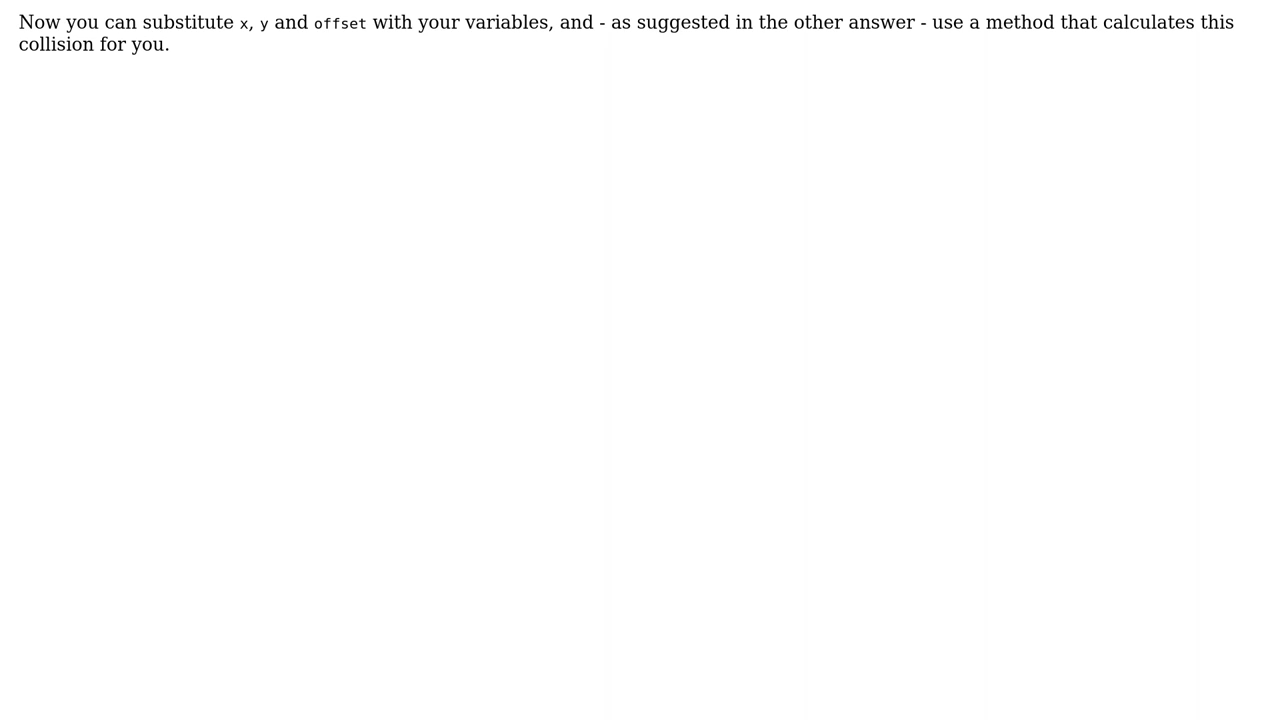 Now you can substitute x, y and offset with your variables, and - as suggested in the other answer - use a method that calculates this
collision for you.